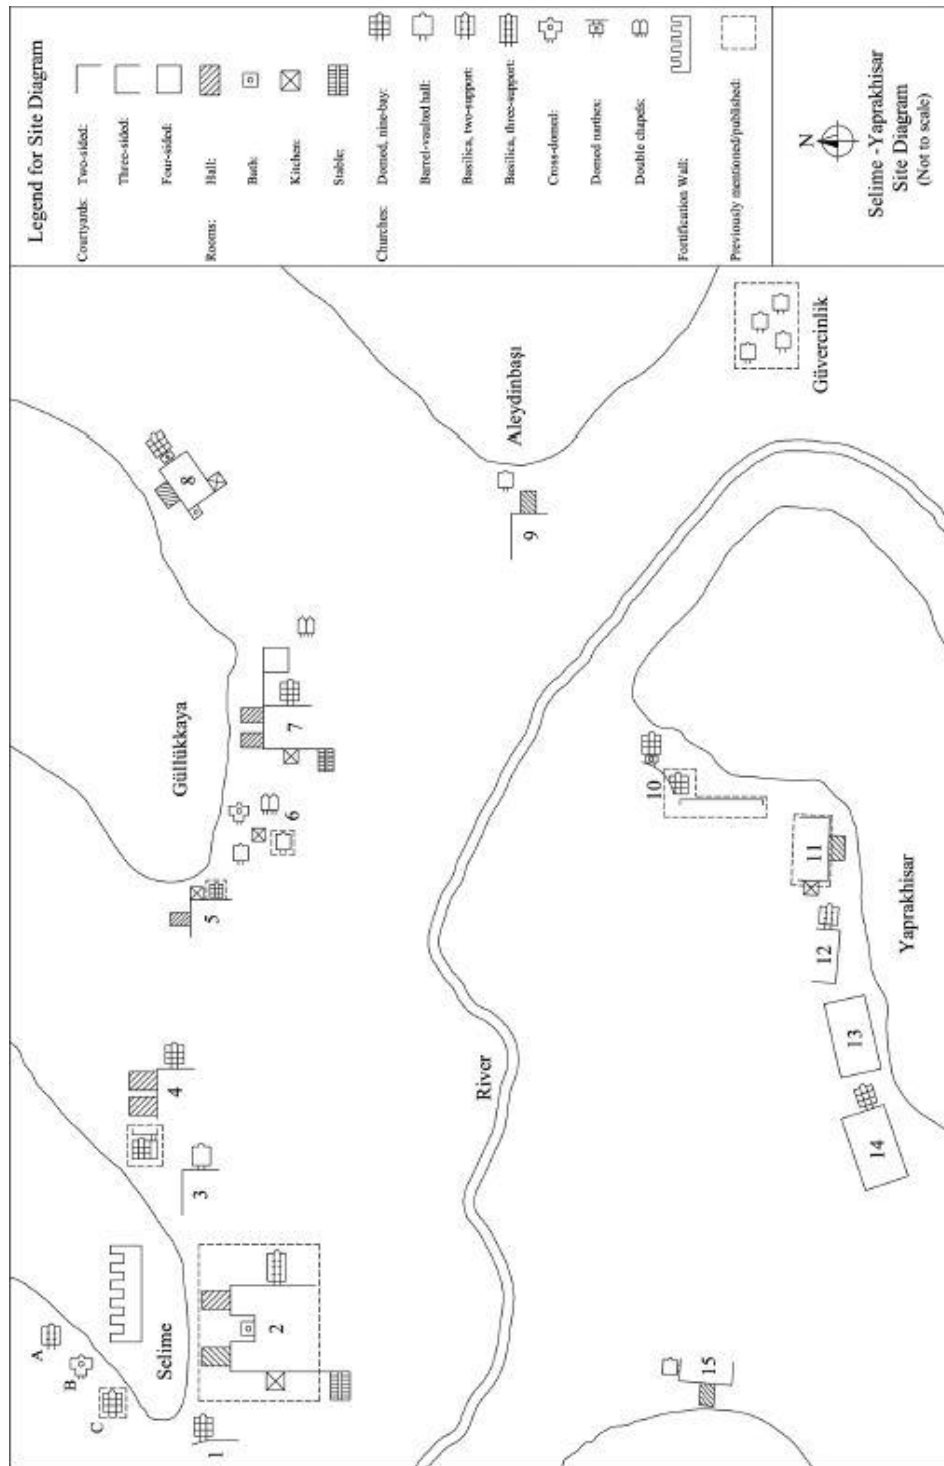 Legend for Site Diagram
Courtyards: Two-sided:
Three-sided:
Four-sided:
Rooms: Hall:
Bath:
Kitchen:
Stable:
Churches: Domed, nine-bay:
Barrel-vaulted hall:
Basilica, two-support:
Basilica, three-support:
Cross-domed:
Domed narthex:
Double chapels:
Fortification Wall:
Previously mentioned/published:
N
Selime -Yaprakhisar
Site Diagram
(Not to scale)
A
B
C
Selime
1
2
3
4
5
Güllükkaya
6
7
8
9
Aleydinbaşı
Güvercinlik
River
10
11
12
13
14
15
Yaprakhisar